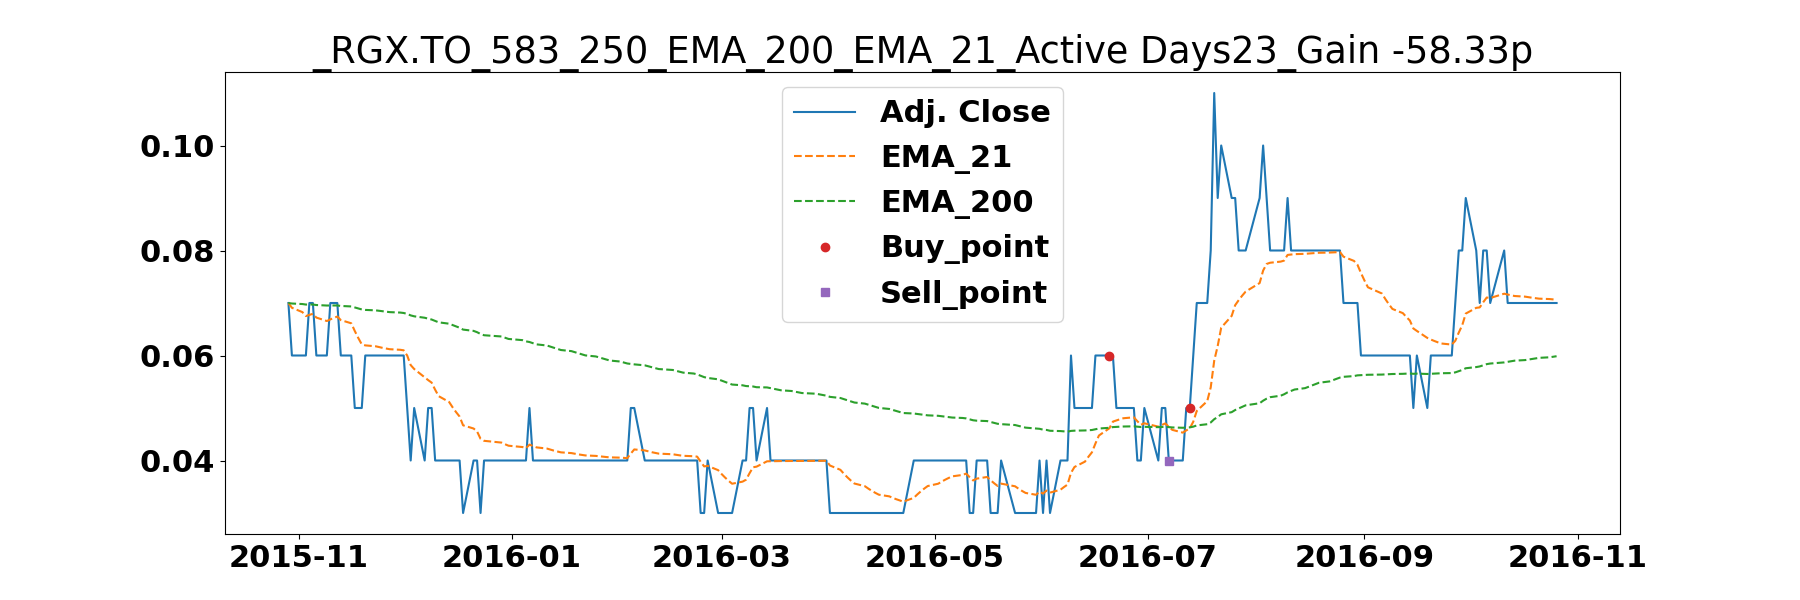 _RGX.TO_583_250_EMA_200_EMA_21_Active Days23_Gain -58.33p
Adj. Close
EMA_21
EMA_200
Buy_point
Sell_point
0.10
0.08
0.06
0.04
2015-11 2016-01 2016-03 2016-05 2016-07 2016-09 2016-11